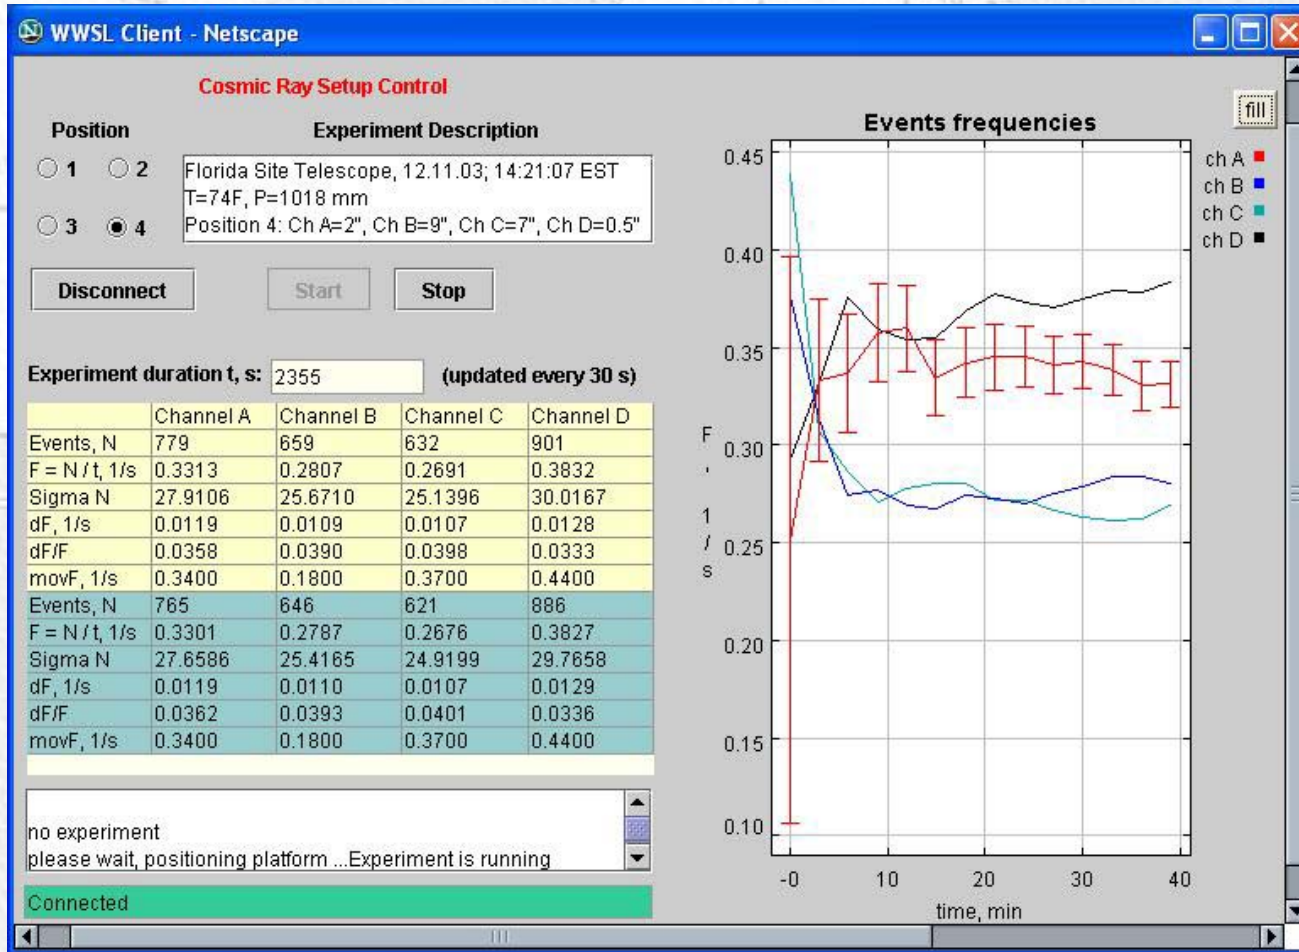 WWSL Client - Netscape
Cosmic Ray Setup Control
Position
Experiment Description
1 2
3 4
Florida Site Telescope, 12.11.03; 14:21:07 EST
T=74F, P=1018 mm
Position 4: Ch A=2", Ch B=9", Ch C=7", Ch D=0.5"
Disconnect Start Stop
Experiment duration t, s: 2355 (updated every 30 s)
Channel A Channel B Channel C Channel D
Events, N 779 659 632 901
F = N / t, 1/s 0.3313 0.2807 0.2691 0.3832
Sigma N 27.9106 25.6710 25.1396 30.0167
dF, 1/s 0.0119 0.0109 0.0107 0.0128
dF/F 0.0358 0.0390 0.0398 0.0333
movF, 1/s 0.3400 0.1800 0.3700 0.4400
Events, N 765 646 621 886
F = N / t, 1/s 0.3301 0.2787 0.2676 0.3827
Sigma N 27.6586 25.4165 24.9199 29.7658
dF, 1/s 0.0119 0.0110 0.0107 0.0129
dF/F 0.0362 0.0393 0.0401 0.0336
movF, 1/s 0.3400 0.1800 0.3700 0.4400
no experiment
please wait, positioning platform ...Experiment is running
Connected
fill
Events frequencies
ch A
ch B
ch C
ch D
0.45
0.40
0.35
0.30
0.25
0.20
0.15
0.10
F, 1/s
-0 10 20 30 40
time, min